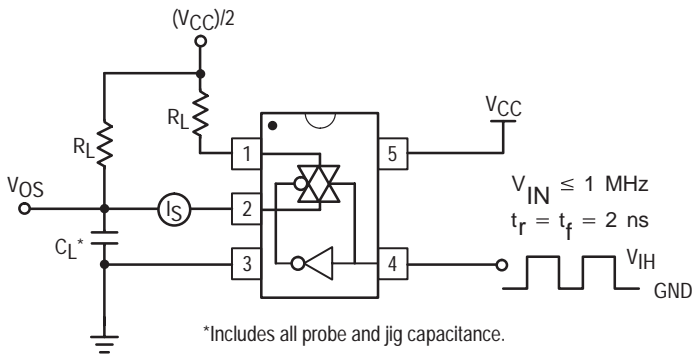 (VCC)/2
RL
RL
VCC
1
5
VOS
IS
2
VIN ≤ 1 MHz
tr = tf = 2 ns
CL*
3
4
VIH
GND
*Includes all probe and jig capacitance.